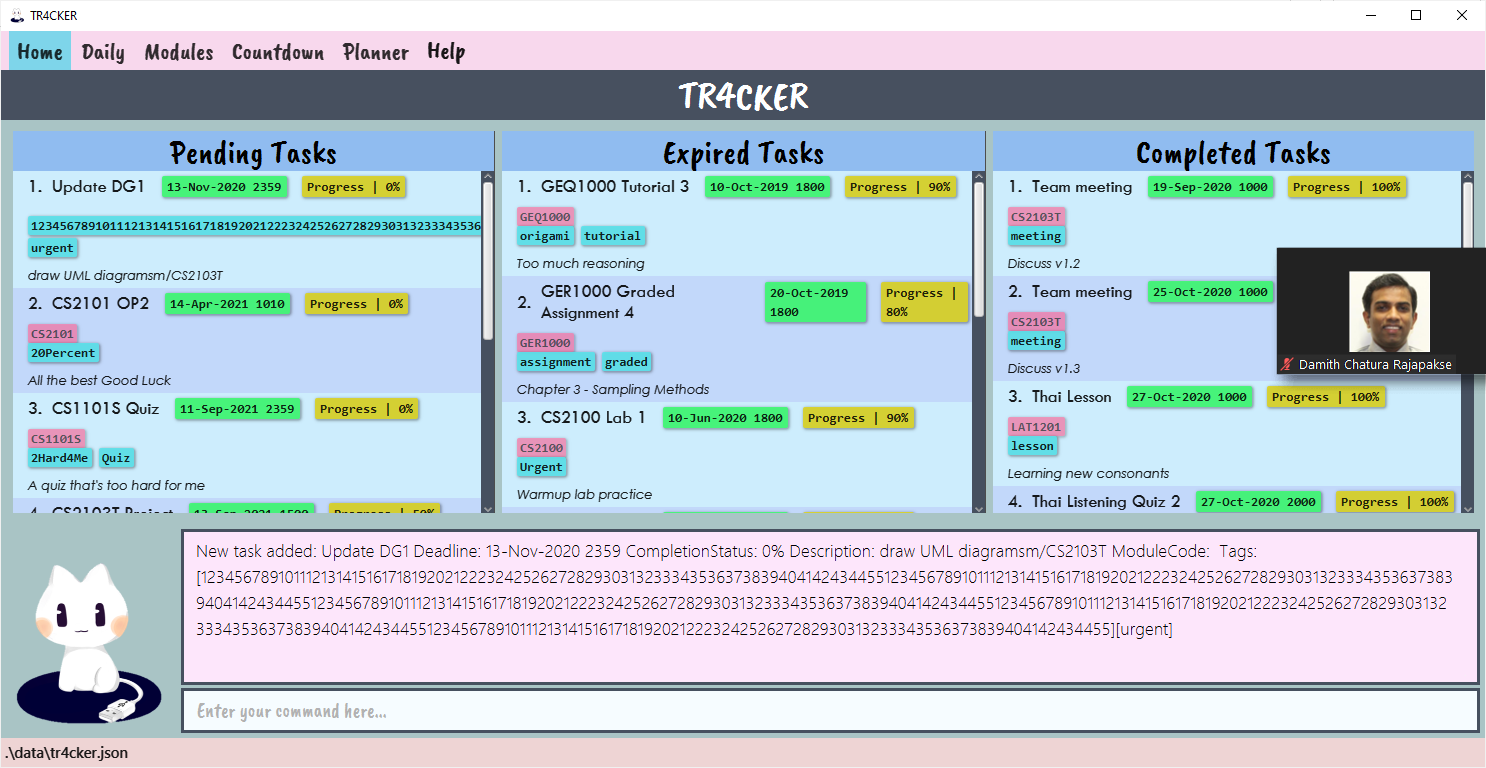 TR4CKER
Home Daily Modules Countdown Planner Help
TR4CKER
Pending Tasks
1. Update DG1 13-Nov-2020 2359 Progress | 0%
123456789101112131415161718192021222324252627282930313233343536
urgent
draw UML diagramsm/CS2103T
2. CS2101 OP2 14-Apr-2021 1010 Progress | 0%
CS2101
20Percent
All the best Good Luck
3. CS1101S Quiz 11-Sep-2021 2359 Progress | 0%
CS1101S
2Hard4Me Quiz
A quiz that's too hard for me
4. CS2103T Project 13-Sep-2021 1500 Progress | 50%
Expired Tasks
1. GEQ1000 Tutorial 3 10-Oct-2019 1800 Progress | 90%
GEQ1000
origami tutorial
Too much reasoning
2. GER1000 Graded Assignment 4 20-Oct-2019 1800 Progress | 80%
GER1000
assignment graded
Chapter 3 - Sampling Methods
3. CS2100 Lab 1 10-Jun-2020 1800 Progress | 90%
CS2100
Urgent
Warmup lab practice
Completed Tasks
1. Team meeting 19-Sep-2020 1000 Progress | 100%
CS2103T
meeting
Discuss v1.2
2. Team meeting 25-Oct-2020 1000
CS2103T
meeting
Discuss v1.3
Damith Chatura Rajapakse
3. Thai Lesson 27-Oct-2020 1000 Progress | 100%
LAT1201
lesson
Learning new consonants
4. Thai Listening Quiz 2 27-Oct-2020 2000 Progress | 100%
New task added: Update DG1 Deadline: 13-Nov-2020 2359 CompletionStatus: 0% Description: draw UML diagramsm/CS2103T ModuleCode: Tags:
[12345678910111213141516171819202122232425262728293031323334353637383940414243445512345678910111213141516171819202122232425262728293031323334353637383
94041424344551234567891011121314151617181920212223242526272829303132333435363738394041424344551234567891011121314151617181920212223242526272829303132
33343536373839404142434455123456789101112131415161718192021222324252627282930313233343536373839404142434455][urgent]
Enter your command here...
.\data\tr4cker.json